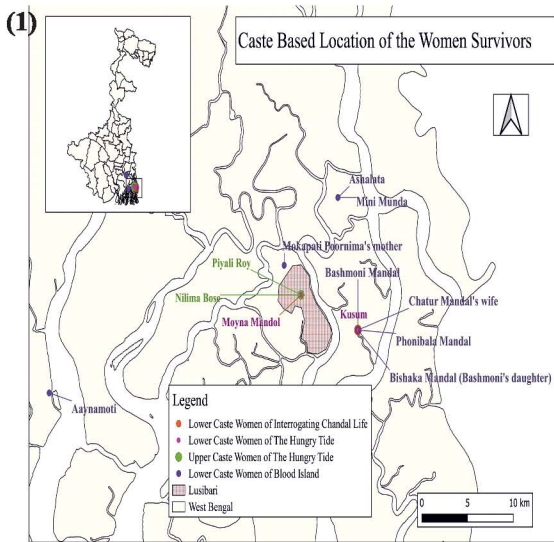 (1)
Caste Based Location of the Women Survivors
Ashalata
Mini Munda
Mokapati Poornima's mother
Bashmoni Mandal
Piyali Roy
Chatur Mandal's wife
Nilima Bose
Kusum
Moyna Mandol
Phonibala Mandal
Bishaka Mandal (Bashmoni's daughter)
Aaynamoti
Legend
Lower Caste Women of Interrogating Chandal Life
Lower Caste Women of The Hungry Tide
Upper Caste Women of The Hungry Tide
Lower Caste Women of Blood Island
Lusibari
West Bengal
0 5 10 km